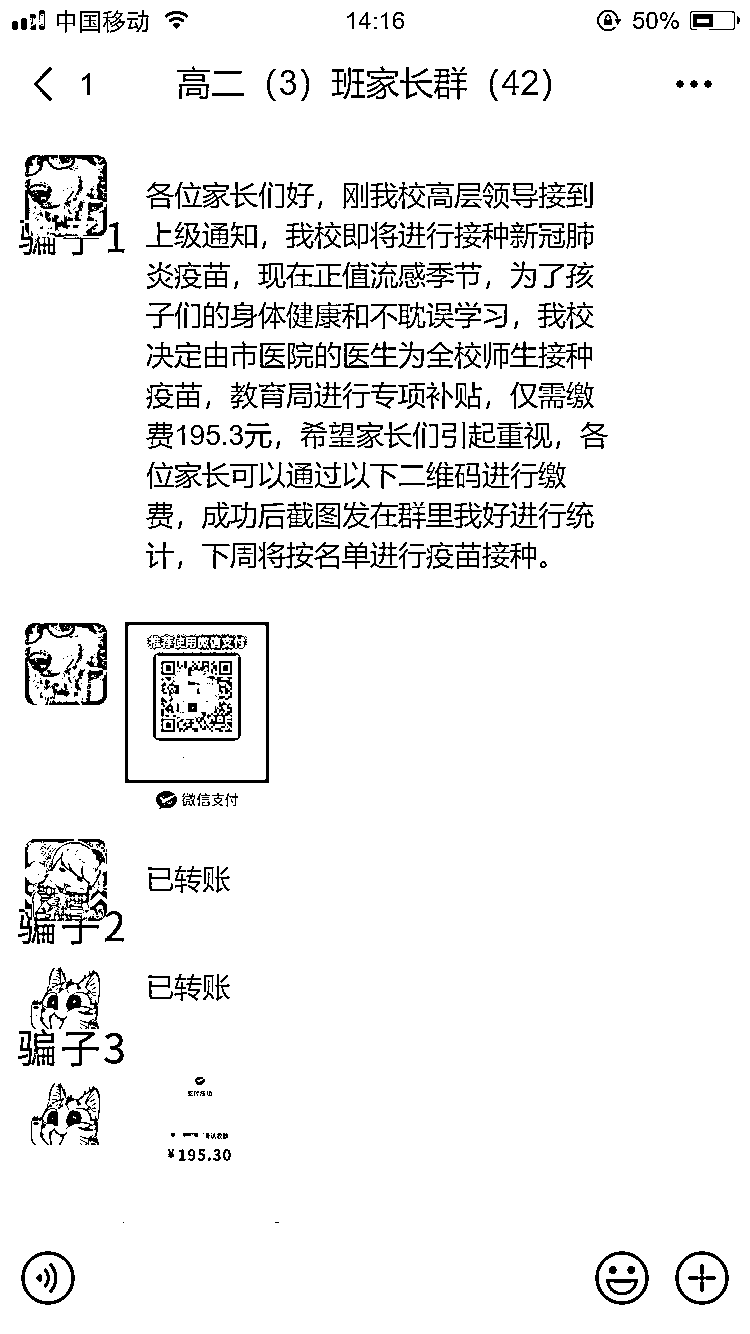 中国移动 14:16 50%
1 高二（3）班家长群（42）
各位家长们好，刚我校高层领导接到
上级通知，我校即将进行接种新冠肺
炎疫苗，现在正值流感季节，为了孩
子们的身体健康和不耽误学习，我校
决定由市医院的医生为全校师生接种
疫苗，教育局进行专项补贴，仅需缴
费195.3元，希望家长们引起重视，各
位家长可以通过以下二维码进行缴
费，成功后截图发在群里我好进行统
计，下周将按名单进行疫苗接种。
骗子1
推荐使用微信支付
微信支付
已转账
骗子2
已转账
骗子3
支付成功
¥195.30